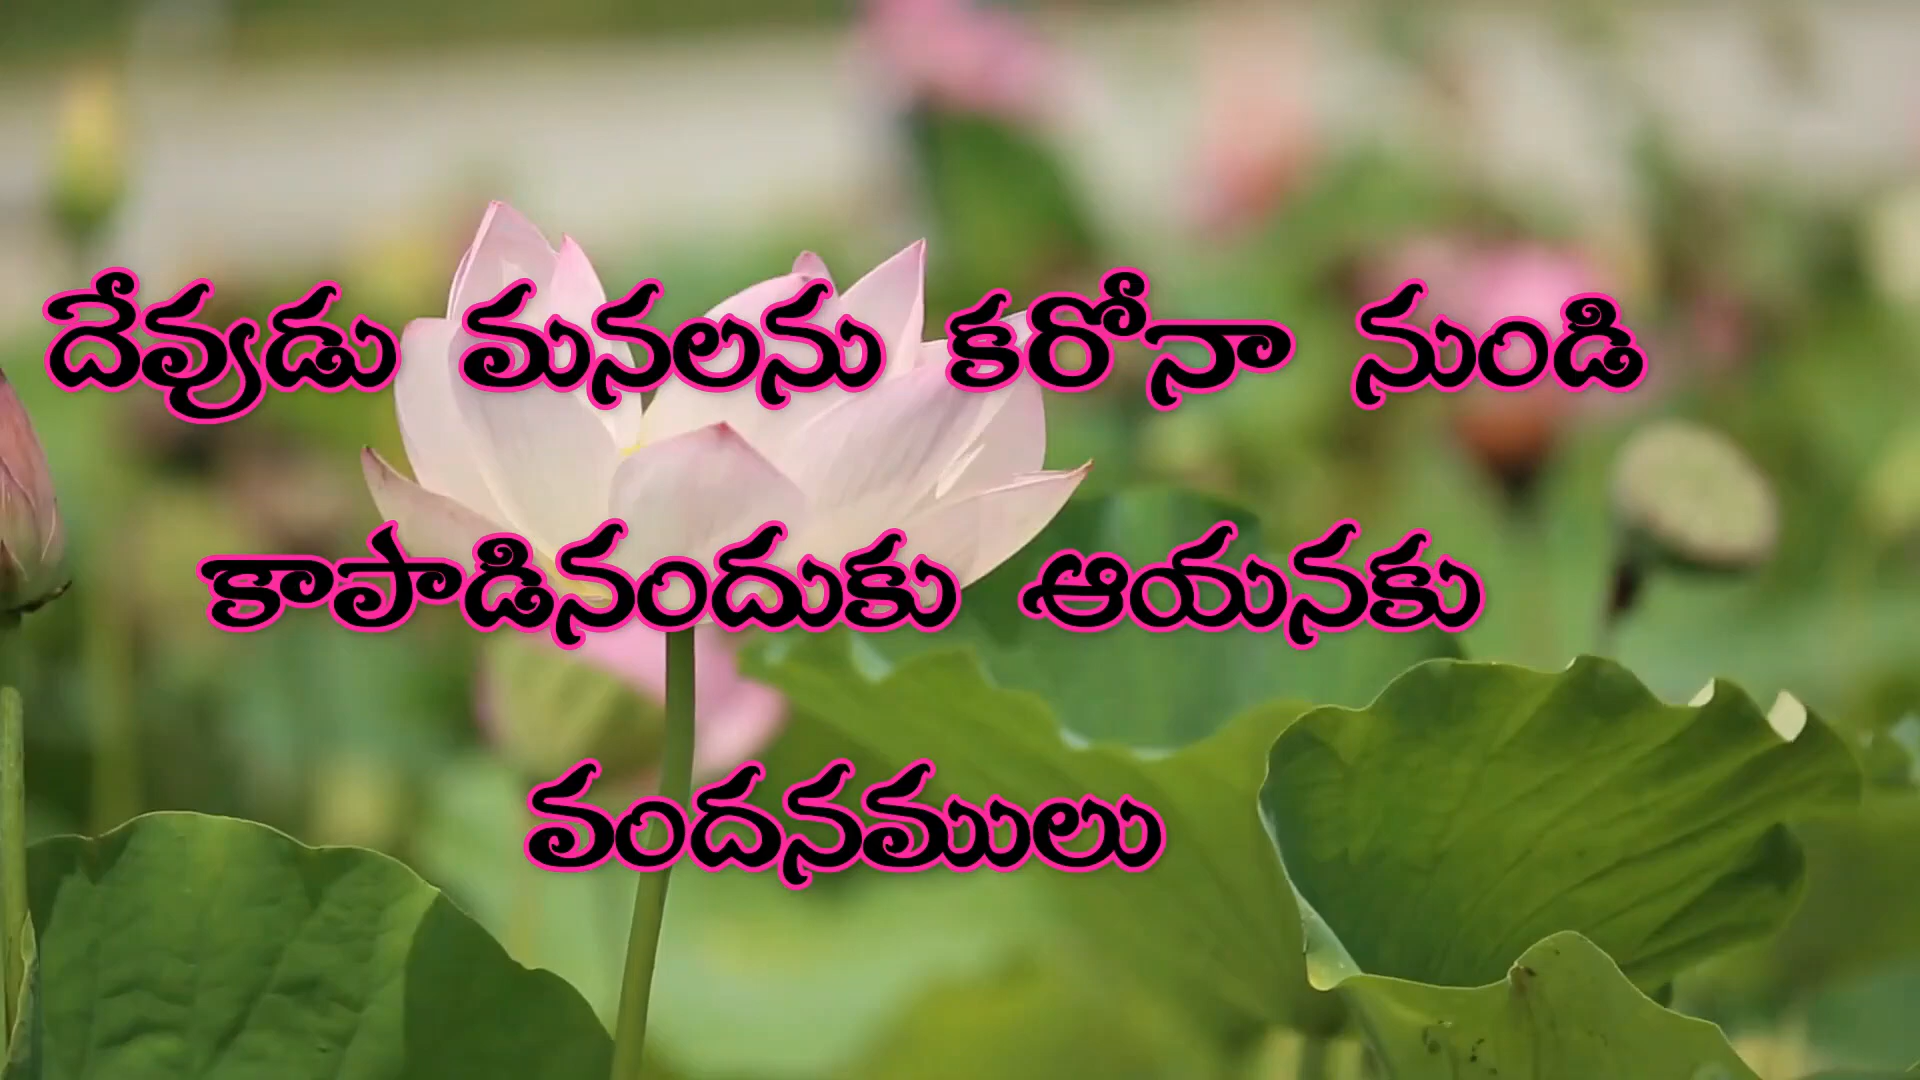 దేవుడు మనలను కరోనా నుండి
కాపాడినందుకు ఆయనకు
వందనములు